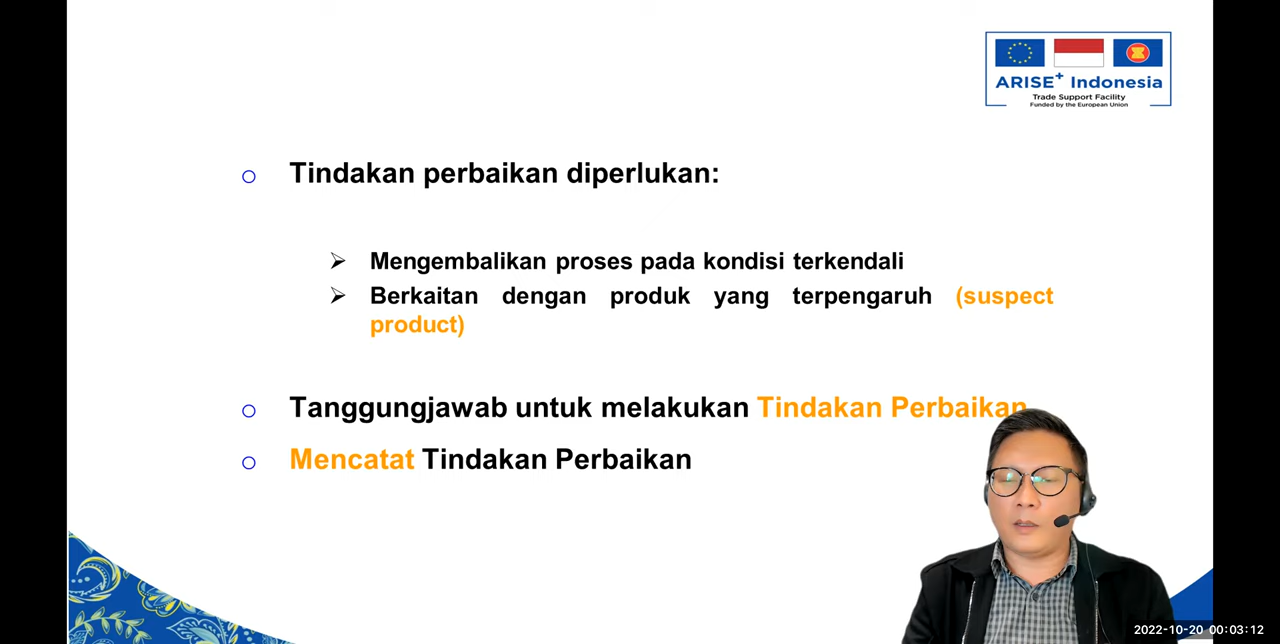 ARISE+ Indonesia
Trade Support Facility
Funded by the European Union
Tindakan perbaikan diperlukan:
Mengembalikan proses pada kondisi terkendali
Berkaitan dengan produk yang terpengaruh (suspect
product)
Tanggungjawab untuk melakukan Tindakan Perbaikan
Mencatat Tindakan Perbaikan
2022-10-20 00:03:12